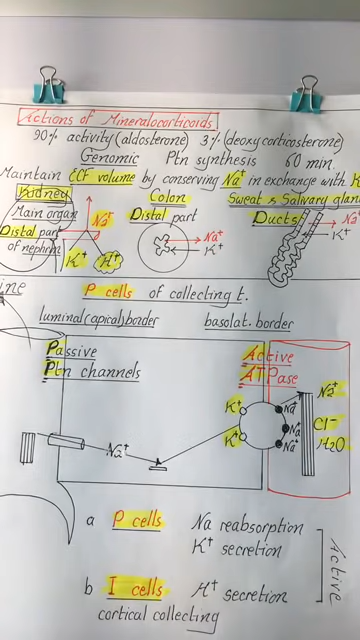 Actions of Mineralocorticoids
90% activity (aldosterone) 3% (deoxycorticosterone)
Genomic Ptn synthesis 60 min.
Maintain ECF volume by conserving Na⁺ in exchange with K
Kidney Colon Sweat & Salivary glan
Main organ Na⁺ Distal part Ducts Na
Distal part Na⁺ K⁺
of nephron K⁺ H⁺ K⁺
ine P cells of collecting t.
luminal (apical) border basolat. border
Passive Active
Ptn channels ATPase
K⁺ Na⁺ Na⁺
K⁺ Na Cl⁻
Na⁺ Na⁺ H₂O
a P cells Na reabsorption
K⁺ secretion
Active
b I cells H⁺ secretion
cortical collecting